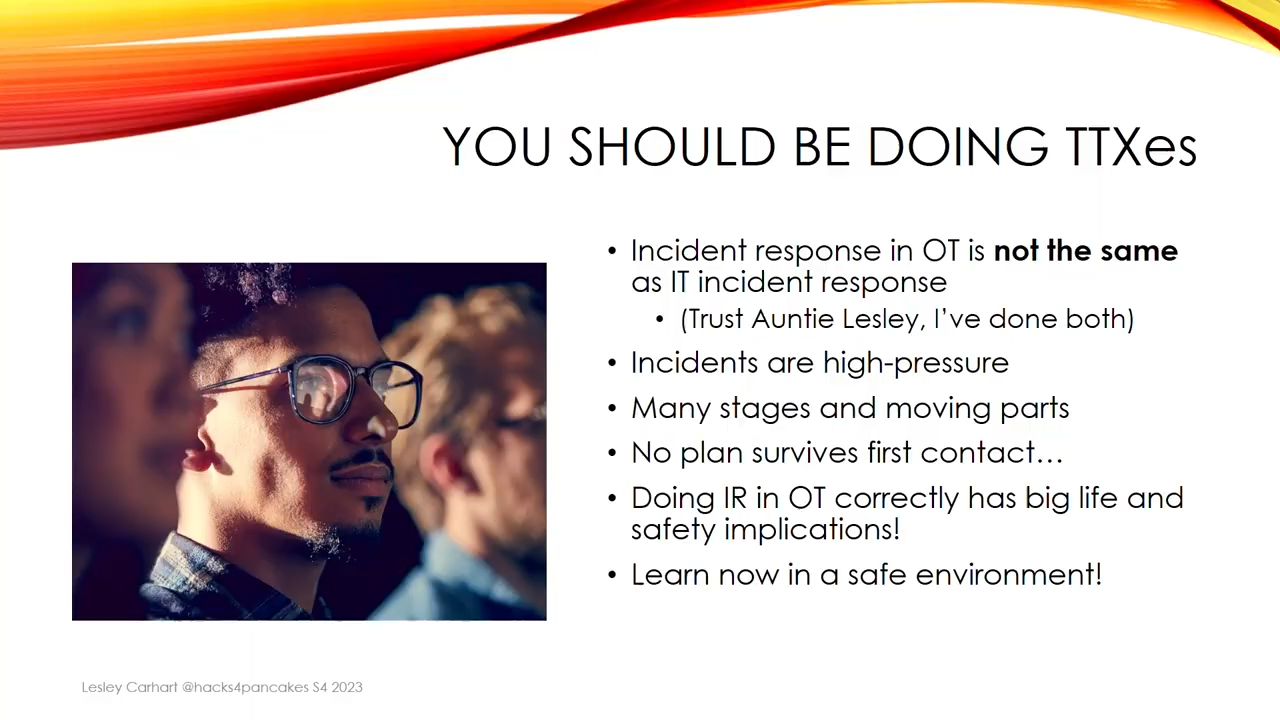 YOU SHOULD BE DOING TTXes
• Incident response in OT is not the same
as IT incident response
• (Trust Auntie Lesley, I’ve done both)
• Incidents are high-pressure
• Many stages and moving parts
• No plan survives first contact…
• Doing IR in OT correctly has big life and
safety implications!
• Learn now in a safe environment!
Lesley Carhart @hacks4pancakes S4 2023